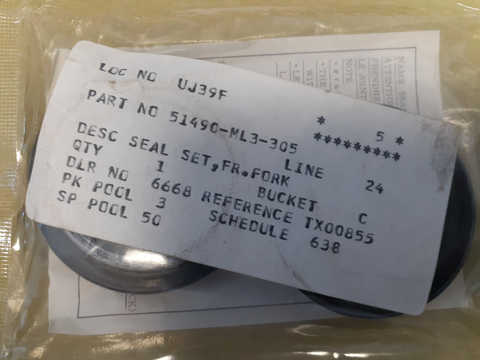 LOC NO UJ39F
PART NO 51490-ML3-305
* 5 *
*********
DESC SEAL SET,FR.FORK
LINE 24
QTY 1 BUCKET C
DLR NO 6668 REFERENCE TX00855
PK POOL 3 SCHEDULE 638
SP POOL 50
NOTE